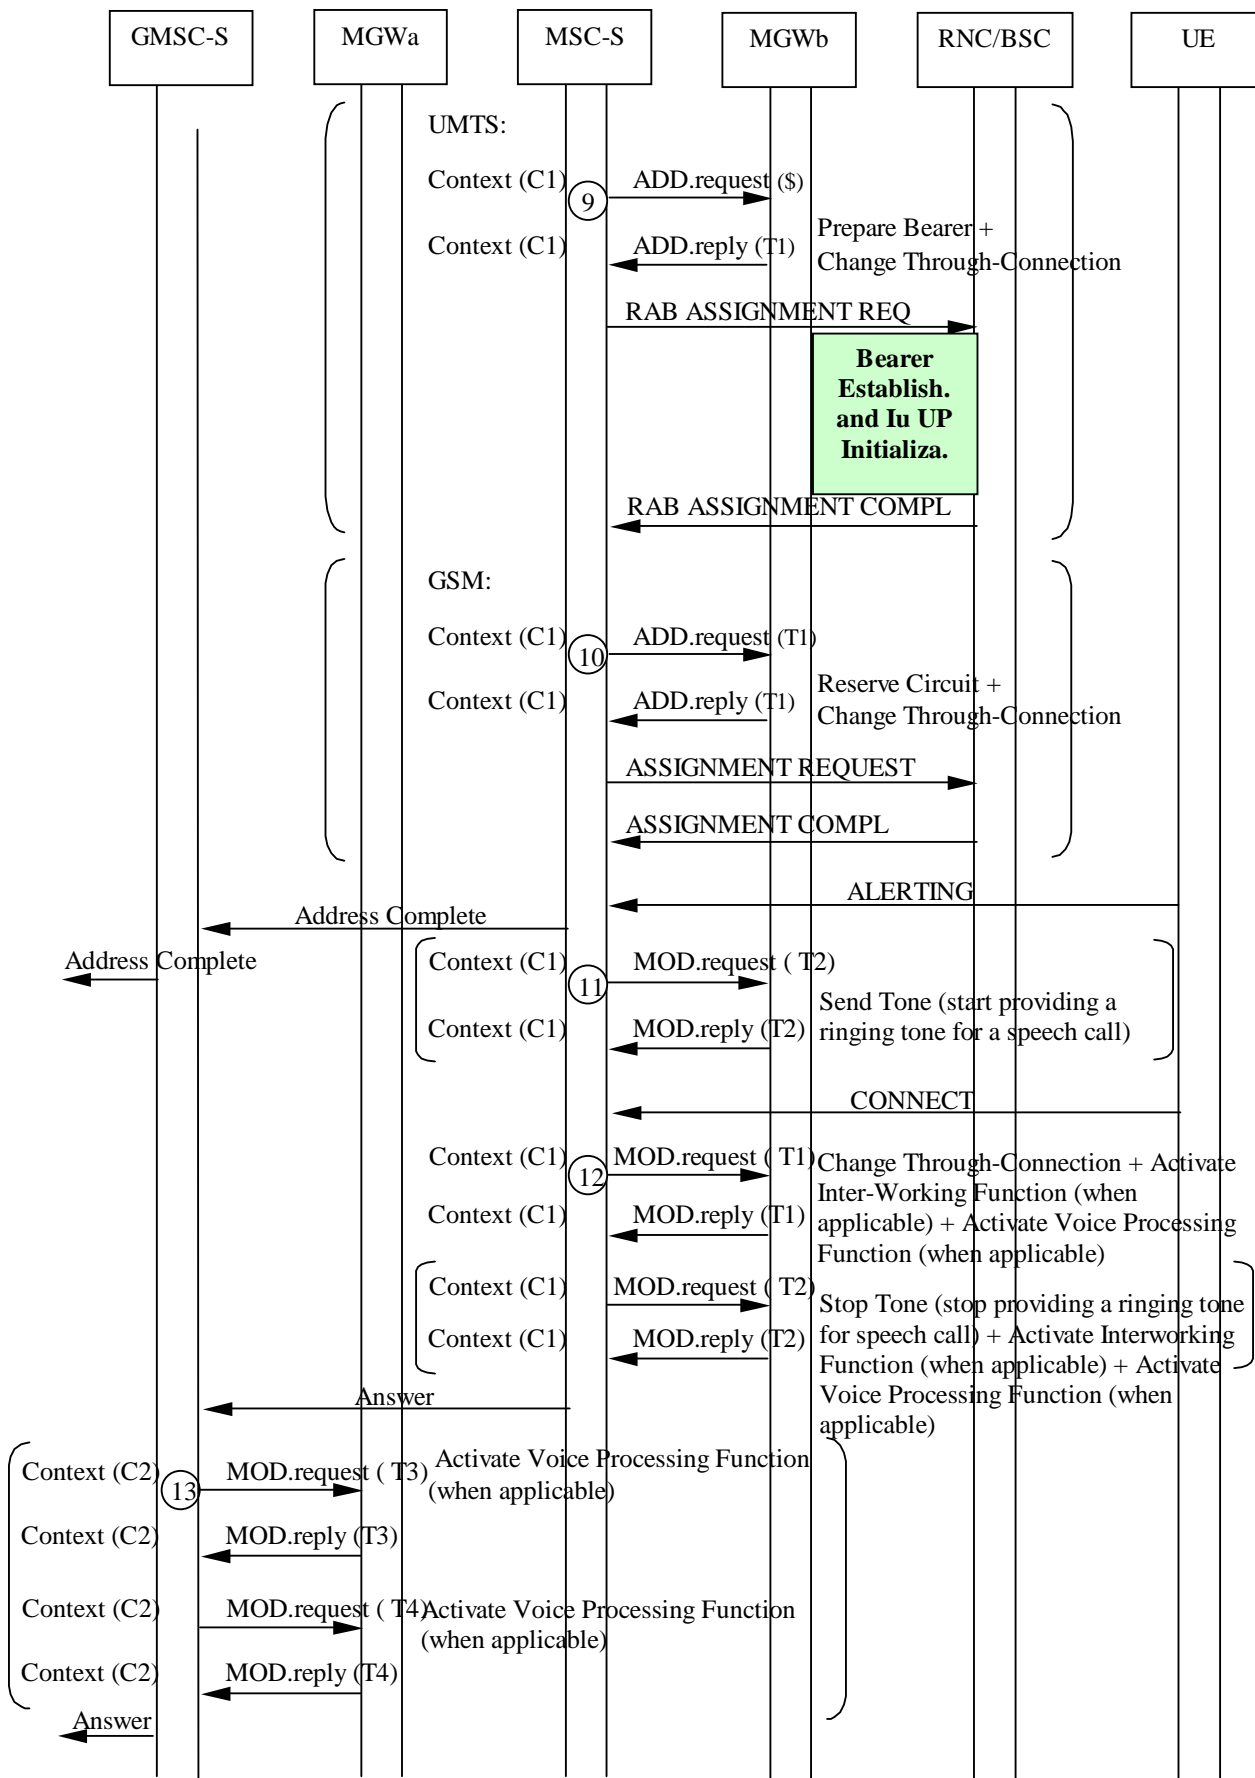 GMSC-S
MGWa
MSC-S
MGWb
RNC/BSC
UE
UMTS:
Context (C1)
9
ADD.request ($)
Context (C1)
ADD.reply (T1)
Prepare Bearer +
Change Through-Connection
RAB ASSIGNMENT REQ
Bearer
Establish.
and Iu UP
Initializa.
RAB ASSIGNMENT COMPL
GSM:
Context (C1)
10
ADD.request (T1)
Context (C1)
ADD.reply (T1)
Reserve Circuit +
Change Through-Connection
ASSIGNMENT REQUEST
ASSIGNMENT COMPL
ALERTING
Address Complete
Address Complete
Context (C1)
11
MOD.request ( T2)
Context (C1)
MOD.reply (T2)
Send Tone (start providing a
ringing tone for a speech call)
CONNECT
Context (C1)
12
MOD.request ( T1)
Context (C1)
MOD.reply (T1)
Change Through-Connection + Activate
Inter-Working Function (when
applicable) + Activate Voice Processing
Function (when applicable)
Context (C1)
MOD.request ( T2)
Context (C1)
MOD.reply (T2)
Stop Tone (stop providing a ringing tone
for speech call) + Activate Interworking
Function (when applicable) + Activate
Voice Processing Function (when
applicable)
Answer
Context (C2)
13
MOD.request ( T3)
Activate Voice Processing Function
(when applicable)
Context (C2)
MOD.reply (T3)
Context (C2)
MOD.request ( T4)
Activate Voice Processing Function
(when applicable)
Context (C2)
MOD.reply (T4)
Answer